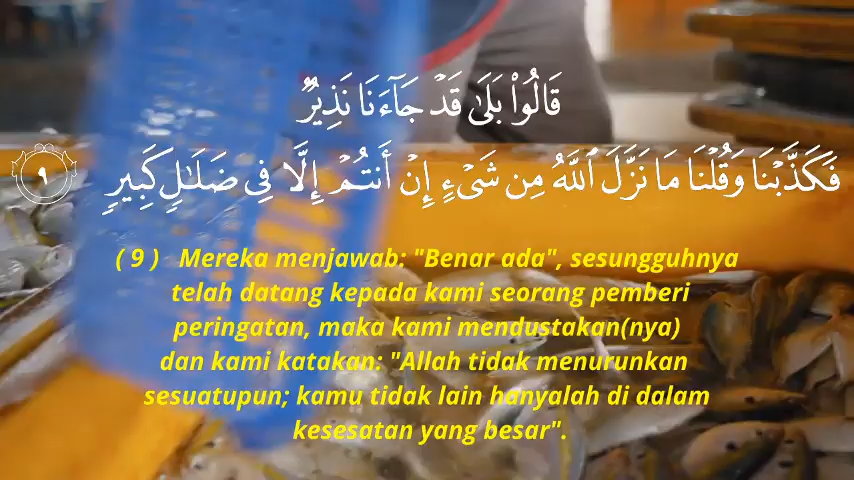 قَالُوا۟ بَلَىٰ قَدْ جَآءَنَا نَذِيرٌ
فَكَذَّبْنَا وَقُلْنَا مَا نَزَّلَ ٱللَّهُ مِن شَىْءٍ إِنْ أَنتُمْ إِلَّا فِى ضَلَـٰلٍ كَبِيرٍ ٩
( 9 ) Mereka menjawab: "Benar ada", sesungguhnya
telah datang kepada kami seorang pemberi
peringatan, maka kami mendustakan(nya)
dan kami katakan: "Allah tidak menurunkan
sesuatupun; kamu tidak lain hanyalah di dalam
kesesatan yang besar".